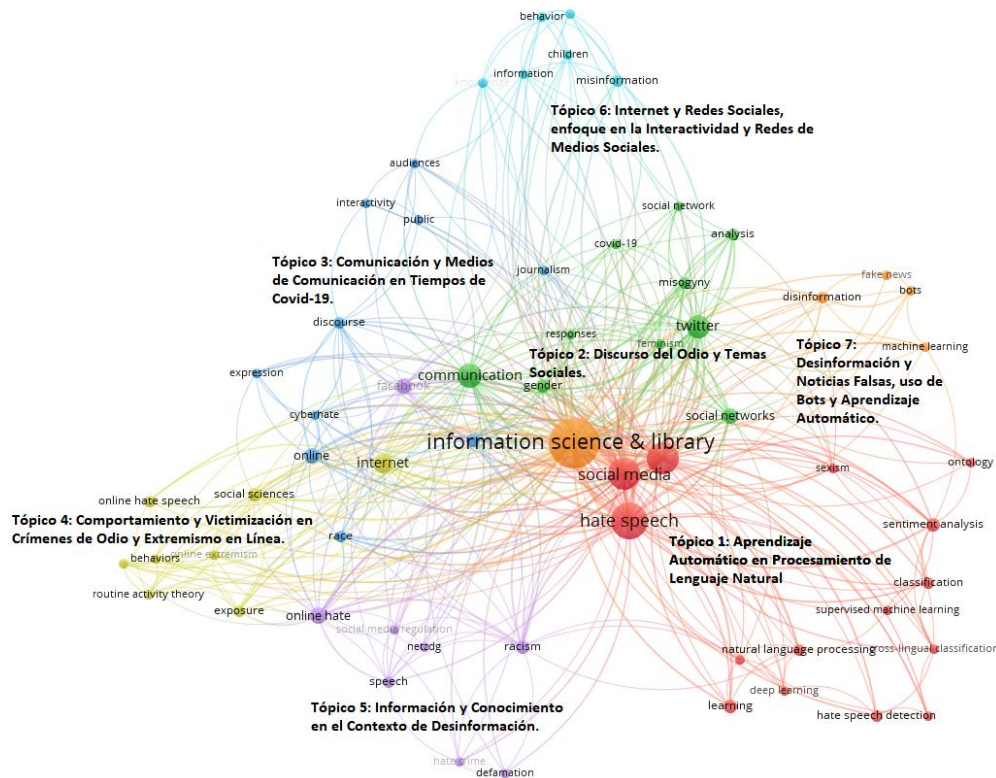 behavior
children
information
knowledge
misinformation
Tópico 6: Internet y Redes Sociales,
enfoque en la Interactividad y Redes de
Medios Sociales.
audiences
interactivity
public
social network
analysis
covid-19
Tópico 3: Comunicación y Medios
de Comunicación en Tiempos de
Covid-19.
journalism
misogyny
fake news
bots
disinformation
discourse
responses
twitter
feminism
machine learning
Tópico 2: Discurso del Odio y Temas
Sociales.
Tópico 7:
Desinformación y
Noticias Falsas, uso de
Bots y Aprendizaje
Automático.
expression
communication
facebook
gender
cybernate
social networks
information science & library
online
internet
social media
sexism
ontology
online hate speech
social sciences
hate speech
sentiment analysis
Tópico 4: Comportamiento y Victimización en
Crímenes de Odio y Extremismo en Línea.
race
Tópico 1: Aprendizaje
Automático en Procesamiento de
Lenguaje Natural
behaviors
online extremism
classification
routine activity theory
exposure
supervised machine learning
online hate
social media regulation
netzdg
racism
natural language processing
cross-lingual classification
speech
deep learning
learning
hate speech detection
Tópico 5: Información y Conocimiento
en el Contexto de Desinformación.
hate crime
defamation